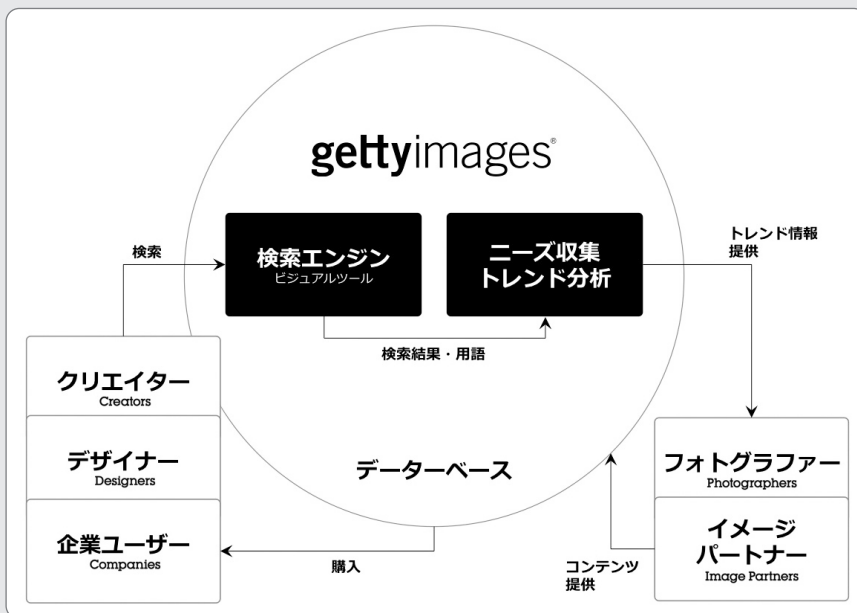 gettyimages®
検索エンジン
ビジュアルツール
ニーズ収集
トレンド分析
検索
トレンド情報
提供
検索結果・用語
クリエイター
Creators
デザイナー
Designers
企業ユーザー
Companies
データーベース
フォトグラファー
Photographers
イメージ
パートナー
Image Partners
購入
コンテンツ
提供